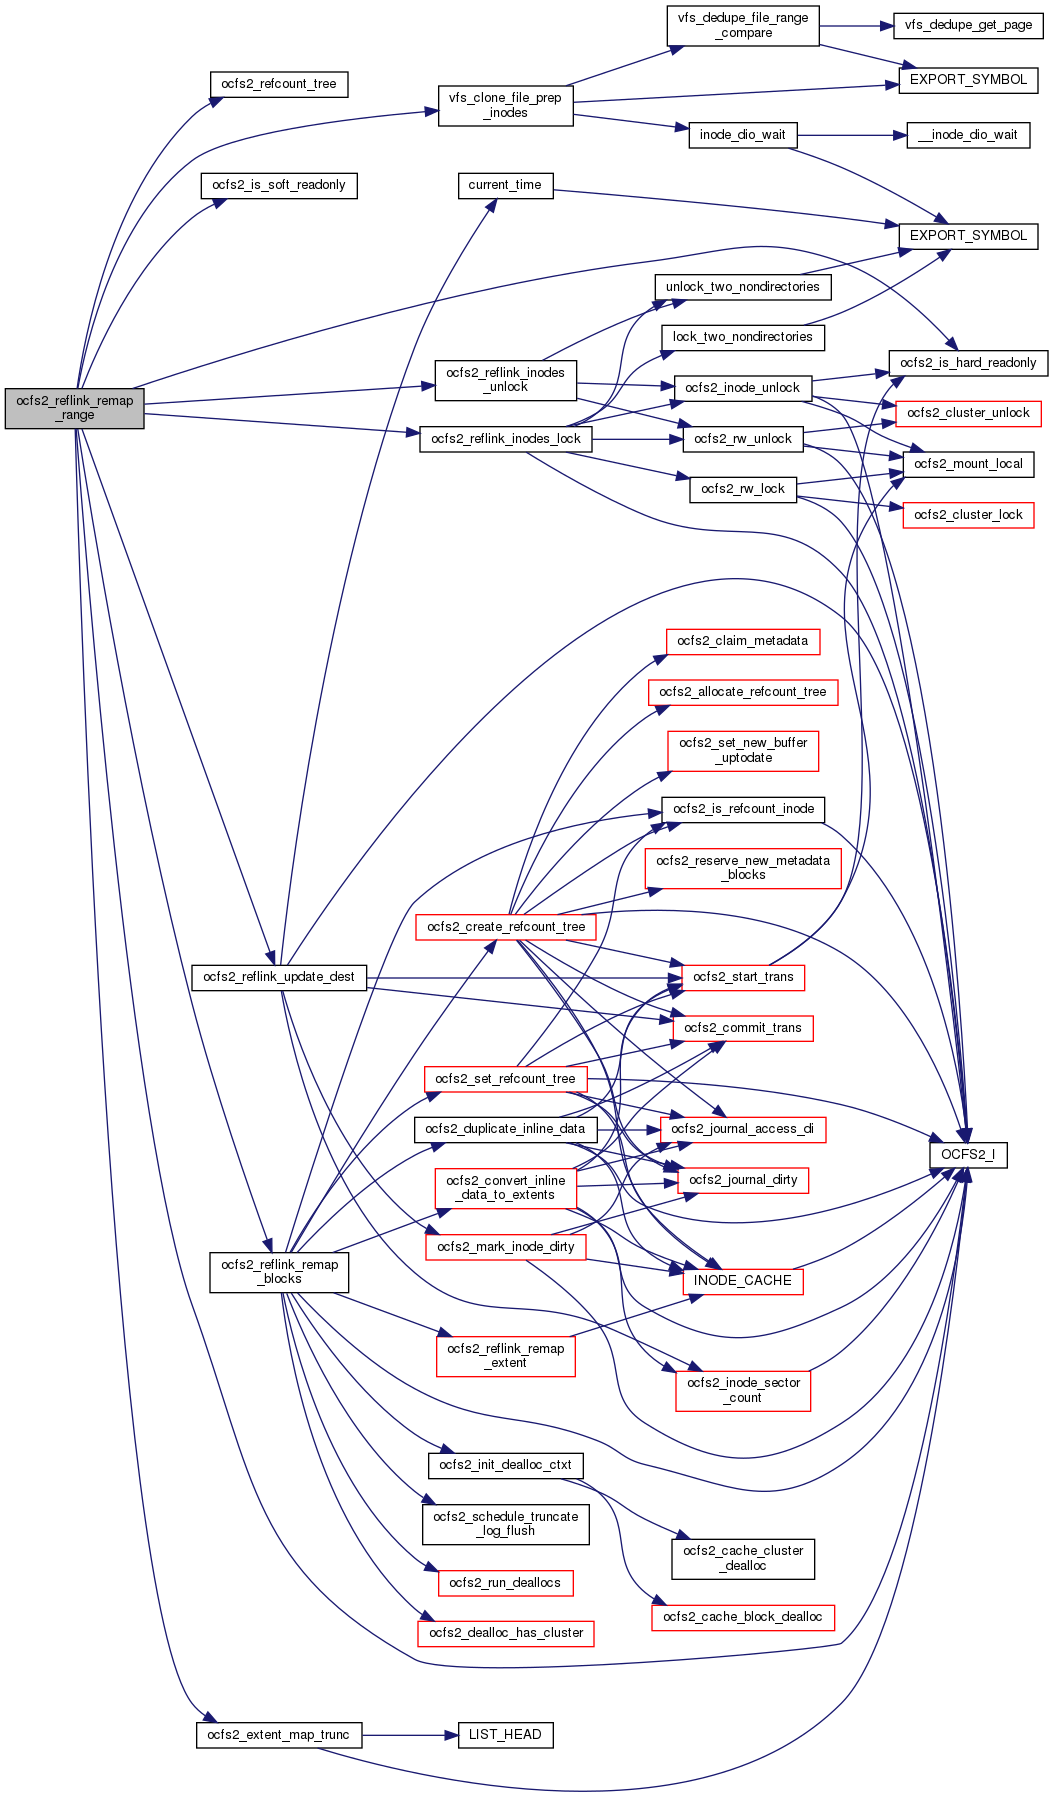 vfs_dedupe_file_range
_compare
vfs_dedupe_get_page
ocfs2_refcount_tree
vfs_clone_file_prep
_inodes
EXPORT_SYMBOL
inode_dio_wait
__inode_dio_wait
ocfs2_is_soft_readonly
current_time
EXPORT_SYMBOL
unlock_two_nondirectories
lock_two_nondirectories
ocfs2_is_hard_readonly
ocfs2_reflink_inodes
_unlock
ocfs2_inode_unlock
ocfs2_reflink_remap
_range
ocfs2_cluster_unlock
ocfs2_reflink_inodes_lock
ocfs2_rw_unlock
ocfs2_mount_local
ocfs2_rw_lock
ocfs2_cluster_lock
ocfs2_claim_metadata
ocfs2_allocate_refcount_tree
ocfs2_set_new_buffer
_uptodate
ocfs2_is_refcount_inode
ocfs2_reserve_new_metadata
_blocks
ocfs2_create_refcount_tree
ocfs2_reflink_update_dest
ocfs2_start_trans
ocfs2_commit_trans
ocfs2_set_refcount_tree
ocfs2_duplicate_inline_data
ocfs2_journal_access_di
OCFS2_I
ocfs2_convert_inline
_data_to_extents
ocfs2_journal_dirty
ocfs2_mark_inode_dirty
ocfs2_reflink_remap
_blocks
INODE_CACHE
ocfs2_reflink_remap
_extent
ocfs2_inode_sector
_count
ocfs2_init_dealloc_ctxt
ocfs2_schedule_truncate
_log_flush
ocfs2_cache_cluster
_dealloc
ocfs2_run_deallocs
ocfs2_cache_block_dealloc
ocfs2_dealloc_has_cluster
ocfs2_extent_map_trunc
LIST_HEAD